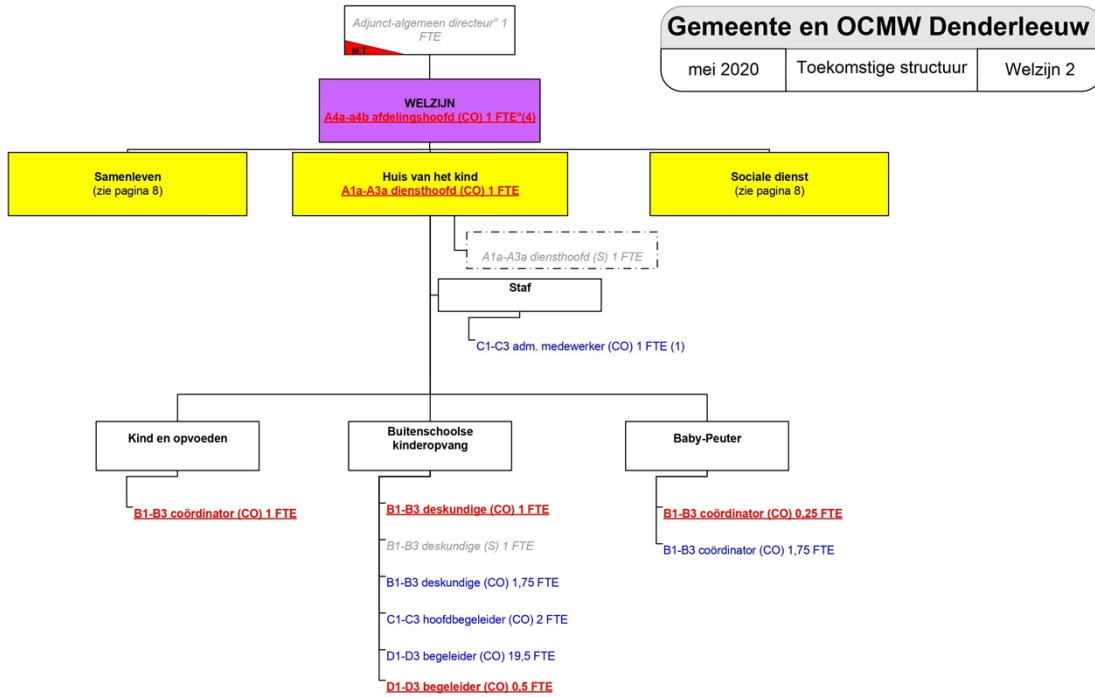 Adjunct-algemeen directeur° 1
FTE
M.T.
Gemeente en OCMW Denderleeuw
mei 2020
Toekomstige structuur
Welzijn 2
WELZIJN
A4a-a4b afdelingshoofd (CO) 1 FTE°(4)
Samenleven
(zie pagina 8)
Huis van het kind
A1a-A3a diensthoofd (CO) 1 FTE
Sociale dienst
(zie pagina 8)
A1a-A3a diensthoofd (S) 1 FTE
Staf
C1-C3 adm. medewerker (CO) 1 FTE (1)
Kind en opvoeden
B1-B3 coördinator (CO) 1 FTE
Buitenschoolse
kinderopvang
B1-B3 deskundige (CO) 1 FTE
B1-B3 deskundige (S) 1 FTE
B1-B3 deskundige (CO) 1,75 FTE
C1-C3 hoofdbegeleider (CO) 2 FTE
D1-D3 begeleider (CO) 19,5 FTE
D1-D3 begeleider (CO) 0,5 FTE
Baby-Peuter
B1-B3 coördinator (CO) 0,25 FTE
B1-B3 coördinator (CO) 1,75 FTE